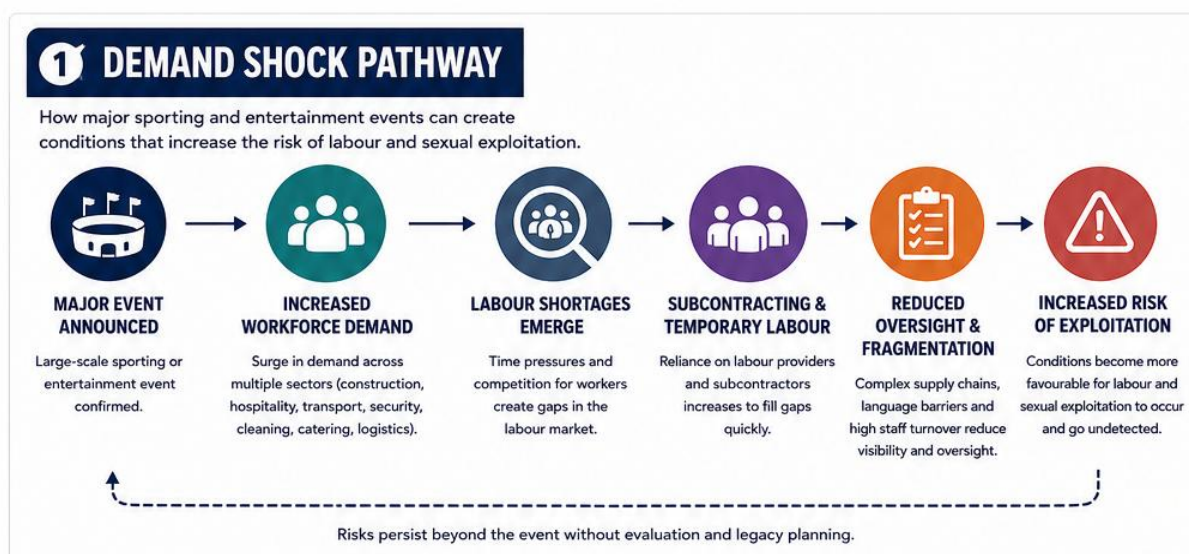 1 DEMAND SHOCK PATHWAY
How major sporting and entertainment events can create
conditions that increase the risk of labour and sexual exploitation.
MAJOR EVENT
ANNOUNCED
Large-scale sporting or
entertainment event
confirmed.
INCREASED
WORKFORCE DEMAND
Surge in demand across
multiple sectors (construction,
hospitality, transport, security,
cleaning, catering, logistics).
LABOUR SHORTAGES
EMERGE
Time pressures and
competition for workers
create gaps in the
labour market.
SUBCONTRACTING &
TEMPORARY LABOUR
Reliance on labour providers
and subcontractors
increases to fill gaps
quickly.
REDUCED
OVERSIGHT &
FRAGMENTATION
Complex supply chains,
language barriers and
high staff turnover reduce
visibility and oversight.
INCREASED RISK
OF EXPLOITATION
Conditions become more
favourable for labour and
sexual exploitation to occur
and go undetected.
Risks persist beyond the event without evaluation and legacy planning.